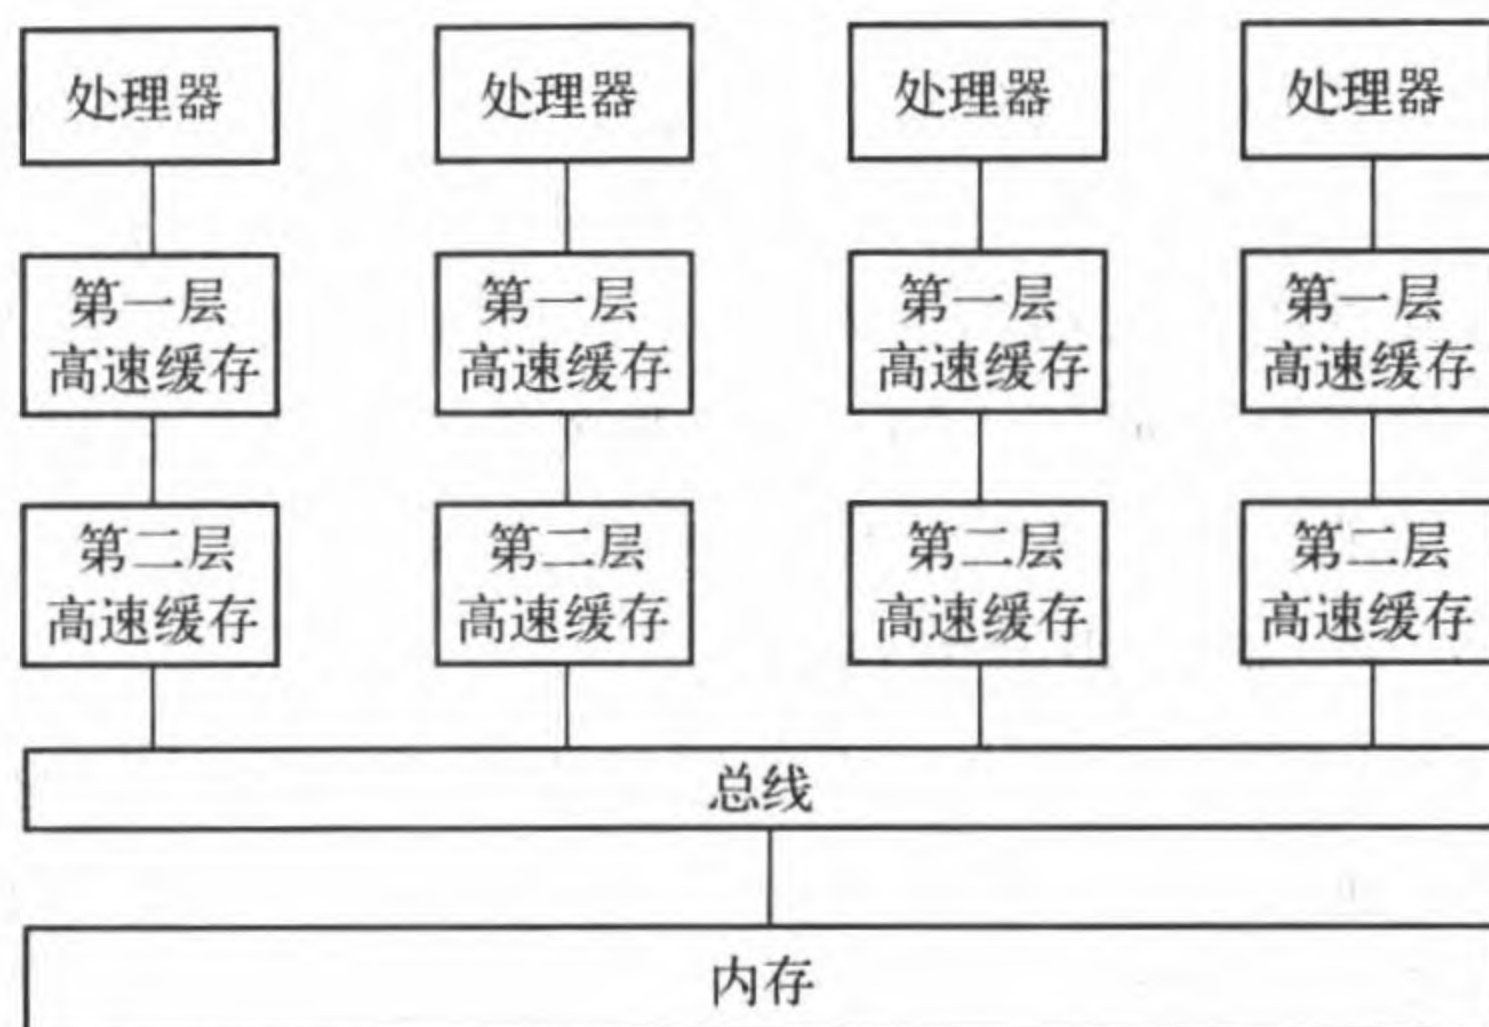 处理器 处理器 处理器 处理器
第一层 第一层 第一层 第一层
高速缓存 高速缓存 高速缓存 高速缓存
第二层 第二层 第二层 第二层
高速缓存 高速缓存 高速缓存 高速缓存
总线
内存